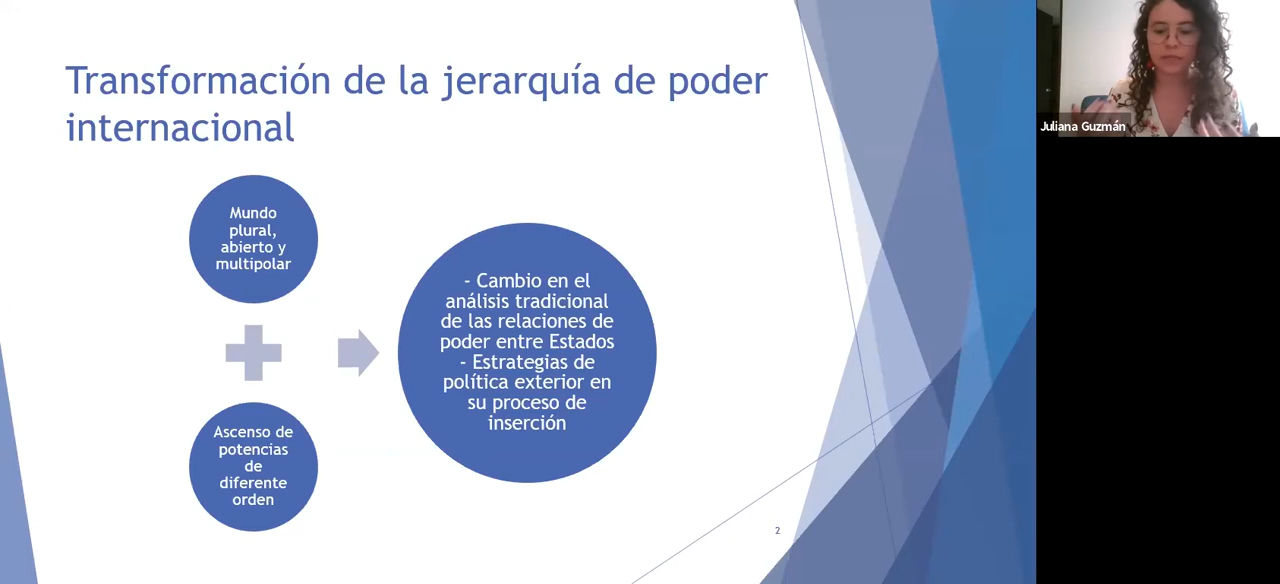 Transformación de la jerarquía de poder
internacional
Mundo
plural,
abierto y
multipolar
Ascenso de
potencias
de
diferente
orden
- Cambio en el
análisis tradicional
de las relaciones de
poder entre Estados
- Estrategias de
política exterior en
su proceso de
inserción
2
Juliana Guzmán